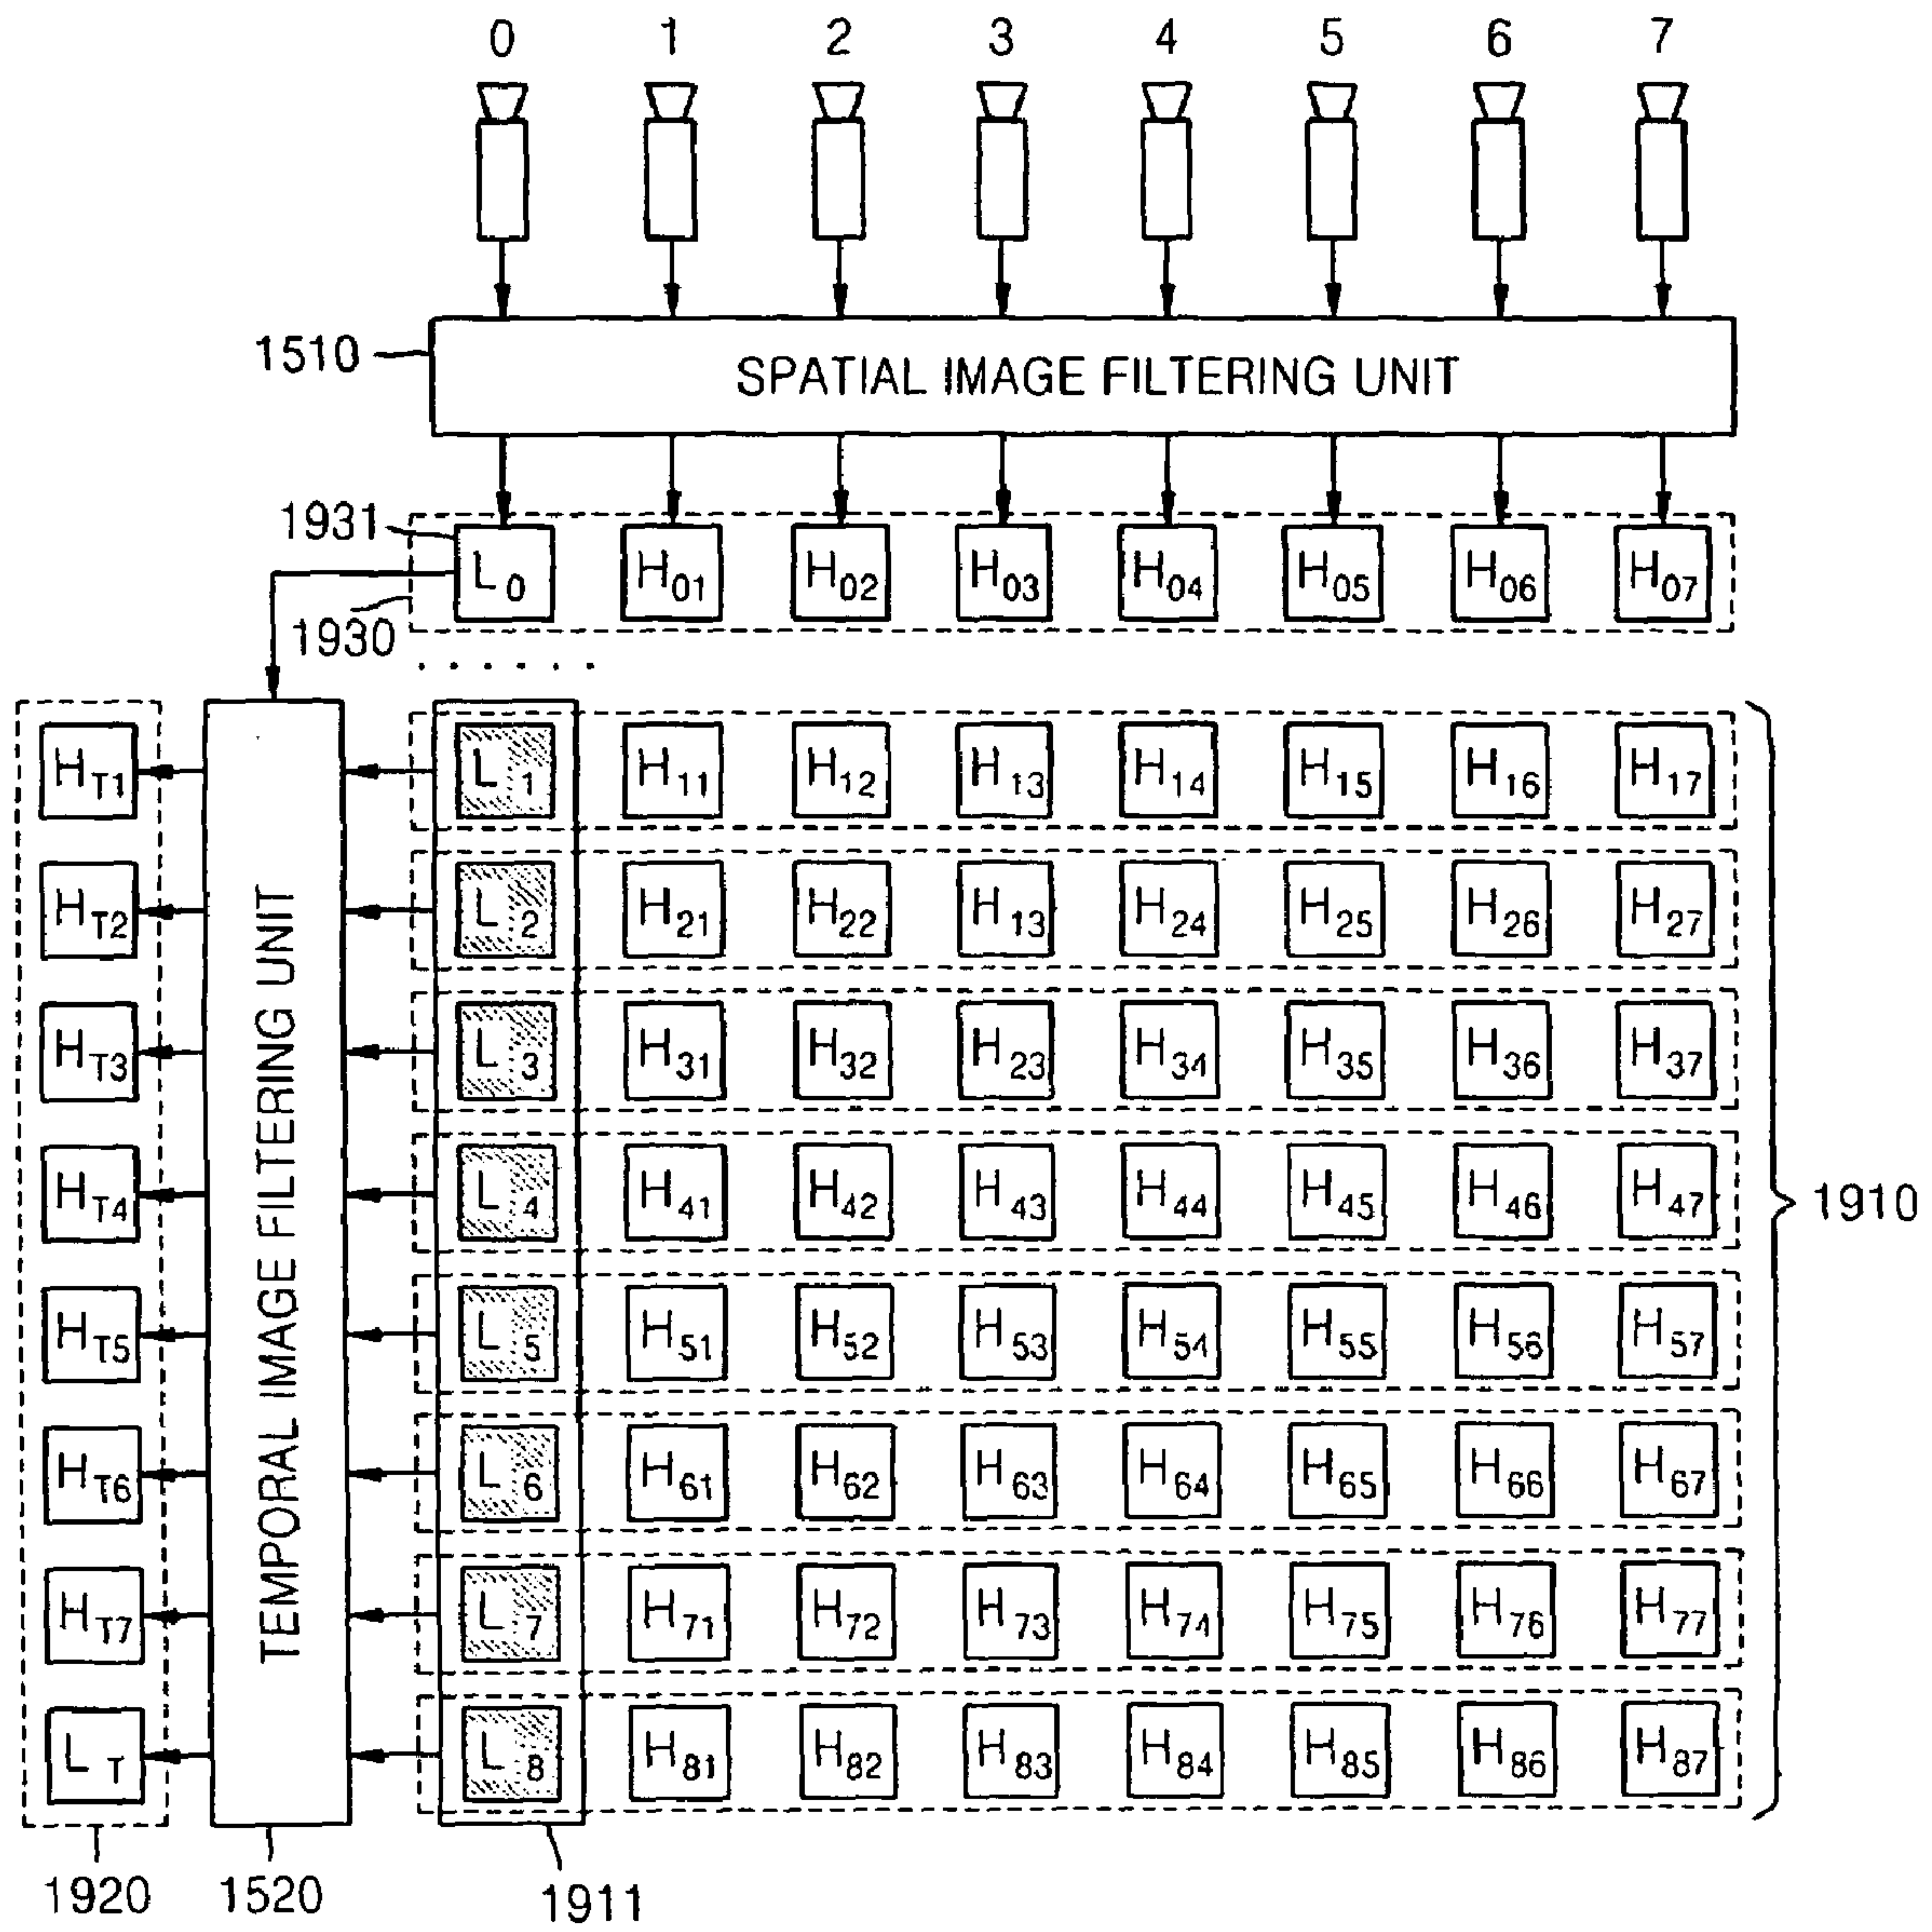 0 1 2 3 4 5 6 7
1510
SPATIAL IMAGE FILTERING UNIT
1931
L0 H01 H02 H03 H04 H05 H06 H07
1930
......
HT1 L1 H11 H12 H13 H14 H15 H16 H17
HT2 L2 H21 H22 H13 H24 H25 H26 H27
HT3 L3 H31 H32 H23 H34 H35 H36 H37
HT4 L4 H41 H42 H43 H44 H45 H46 H47
HT5 L5 H51 H52 H53 H54 H55 H56 H57
HT6 L6 H61 H62 H63 H64 H65 H66 H67
HT7 L7 H71 H72 H73 H74 H75 H76 H77
LT L8 H81 H82 H83 H84 H85 H86 H87
TEMPORAL IMAGE FILTERING UNIT
1910
1920 1520 1911